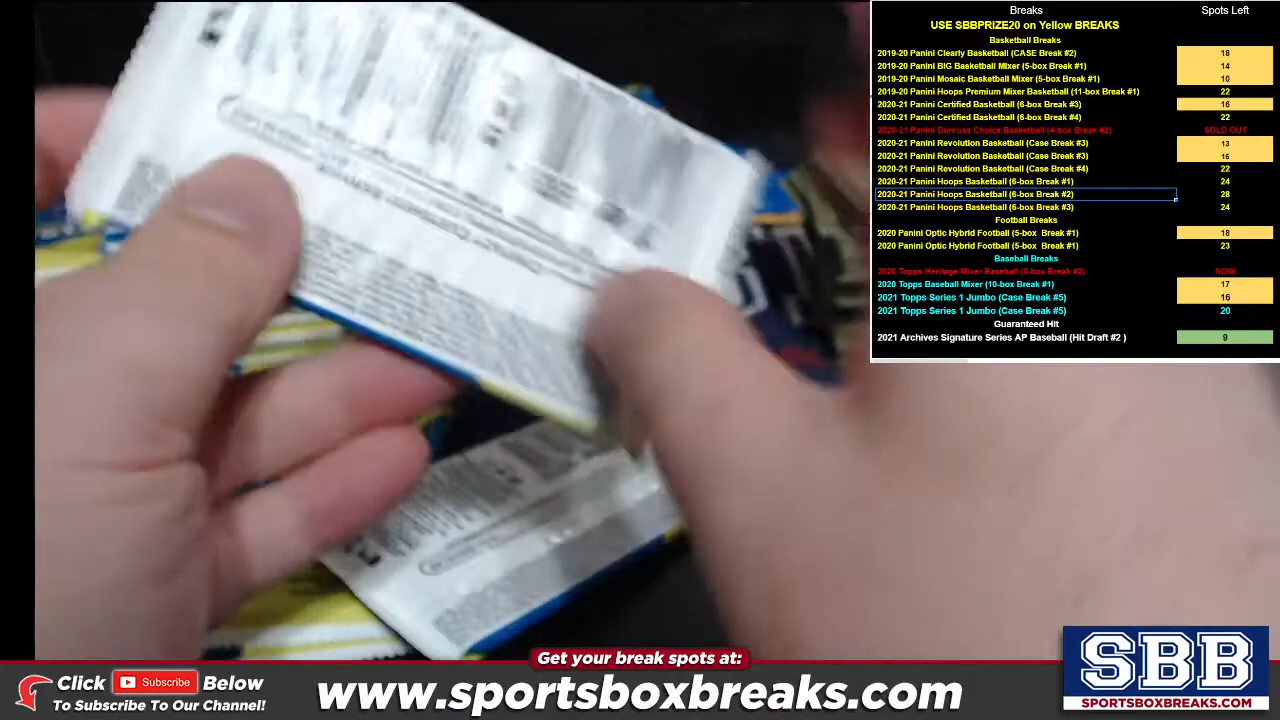 Breaks Spots Left
USE SBBPRIZE20 on Yellow BREAKS
Basketball Breaks
2019-20 Panini Clearly Basketball (CASE Break #2) 18
2019-20 Panini BIG Basketball Mixer (5-box Break #1) 14
2019-20 Panini Mosaic Basketball Mixer (5-box Break #1) 10
2019-20 Panini Hoops Premium Mixer Basketball (11-box Break #1) 22
2020-21 Panini Certified Basketball (6-box Break #3) 16
2020-21 Panini Certified Basketball (6-box Break #4) 22
2020-21 Panini Donruss Choice Basketball (4-box Break #2) SOLD OUT
2020-21 Panini Revolution Basketball (Case Break #3) 13
2020-21 Panini Revolution Basketball (Case Break #3) 16
2020-21 Panini Revolution Basketball (Case Break #4) 22
2020-21 Panini Hoops Basketball (6-box Break #1) 24
2020-21 Panini Hoops Basketball (6-box Break #2) 28
2020-21 Panini Hoops Basketball (6-box Break #3) 24
Football Breaks
2020 Panini Optic Hybrid Football (5-box Break #1) 18
2020 Panini Optic Hybrid Football (5-box Break #1) 23
Baseball Breaks
2020 Topps Heritage Mixer Baseball (8-box Break #2) NOW
2020 Topps Baseball Mixer (10-box Break #1) 17
2021 Topps Series 1 Jumbo (Case Break #5) 16
2021 Topps Series 1 Jumbo (Case Break #5) 20
Guaranteed Hit
2021 Archives Signature Series AP Baseball (Hit Draft #2 ) 9
Get your break spots at:
Click Subscribe Below
To Subscribe To Our Channel!
www.sportsboxbreaks.com
SBB
SPORTSBOXBREAKS.COM